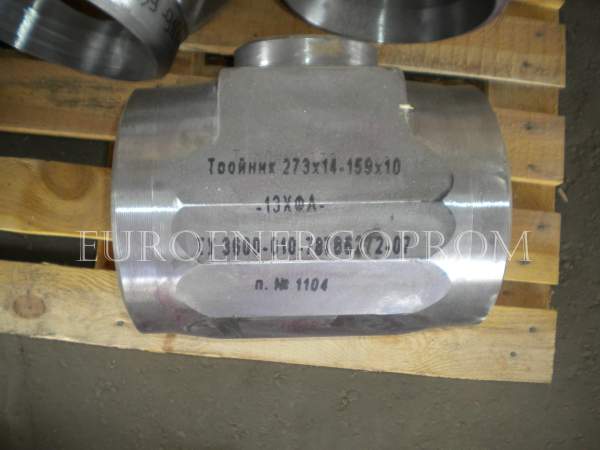 Тройник 273х14-159х10
-13ХФА-
EUROENERGOPROM
п. № 1104